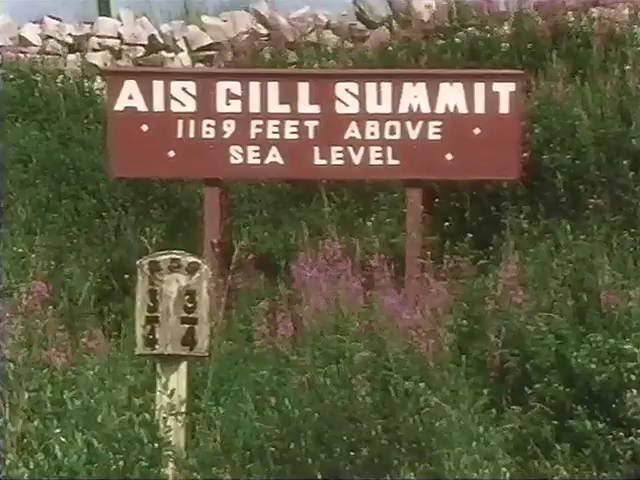 AIS GILL SUMMIT
1169 FEET ABOVE
SEA LEVEL
3 3
4 4